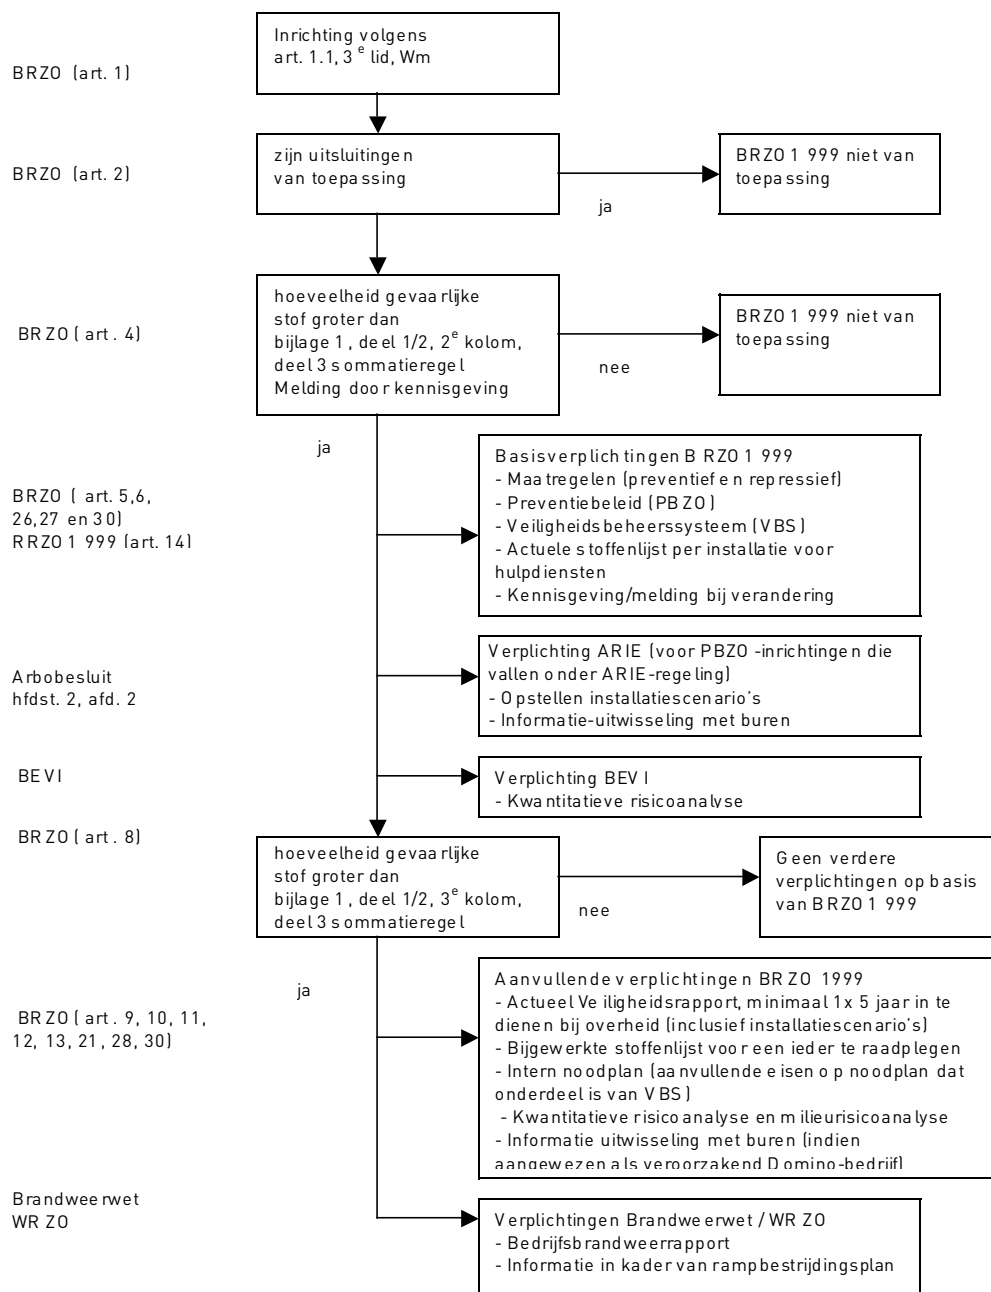 Inrichting volgens
art. 1.1, 3e lid, Wm
BRZO (art. 1)
BRZO (art. 2)
zijn uitsluitingen
van toepassing
ja
BRZO 1999 niet van
toepassing
BRZO (art. 4)
hoeveelheid gevaarlijke
stof groter dan
bijlage 1, deel 1/2, 2e kolom,
deel 3 sommatieregel
Melding door kennisgeving
nee
BRZO 1999 niet van
toepassing
ja
BRZO (art. 5,6,
26,27 en 30)
RRZO 1999 (art. 14)
Basisverplichtingen BRZO 1999
- Maatregelen (preventief en repressief)
- Preventiebeleid (PBZO)
- Veiligheidsbeheerssysteem (VBS)
- Actuele stoffenlijst per installatie voor
hulpdiensten
- Kennisgeving/melding bij verandering
Arbobesluit
hfdst. 2, afd. 2
Verplichting ARIE (voor PBZO-inrichtingen die
vallen onder ARIE-regeling)
- Opstellen installatiescenario's
- Informatie-uitwisseling met buren
BEVI
Verplichting BEVI
- Kwantitatieve risicoanalyse
BRZO (art. 8)
hoeveelheid gevaarlijke
stof groter dan
bijlage 1, deel 1/2, 3e kolom,
deel 3 sommatieregel
nee
Geen verdere
verplichtingen op basis
van BRZO 1999
ja
BRZO (art. 9, 10, 11,
12, 13, 21, 28, 30)
Aanvullende verplichtingen BRZO 1999
- Actueel Veiligheidsrapport, minimaal 1x 5 jaar in te
dienen bij overheid (inclusief installatiescenario's)
- Bijgewerkte stoffenlijst voor een ieder te raadplegen
- Intern noodplan (aanvullende eisen op noodplan dat
onderdeel is van VBS)
- Kwantitatieve risicoanalyse en milieurisicoanalyse
- Informatie uitwisseling met buren (indien
aangewezen als veroorzakend Domino-bedrijf)
Brandweerwet
WRZO
Verplichtingen Brandweerwet / WRZO
- Bedrijfsbrandweerrapport
- Informatie in kader van rampbestrijdingsplan